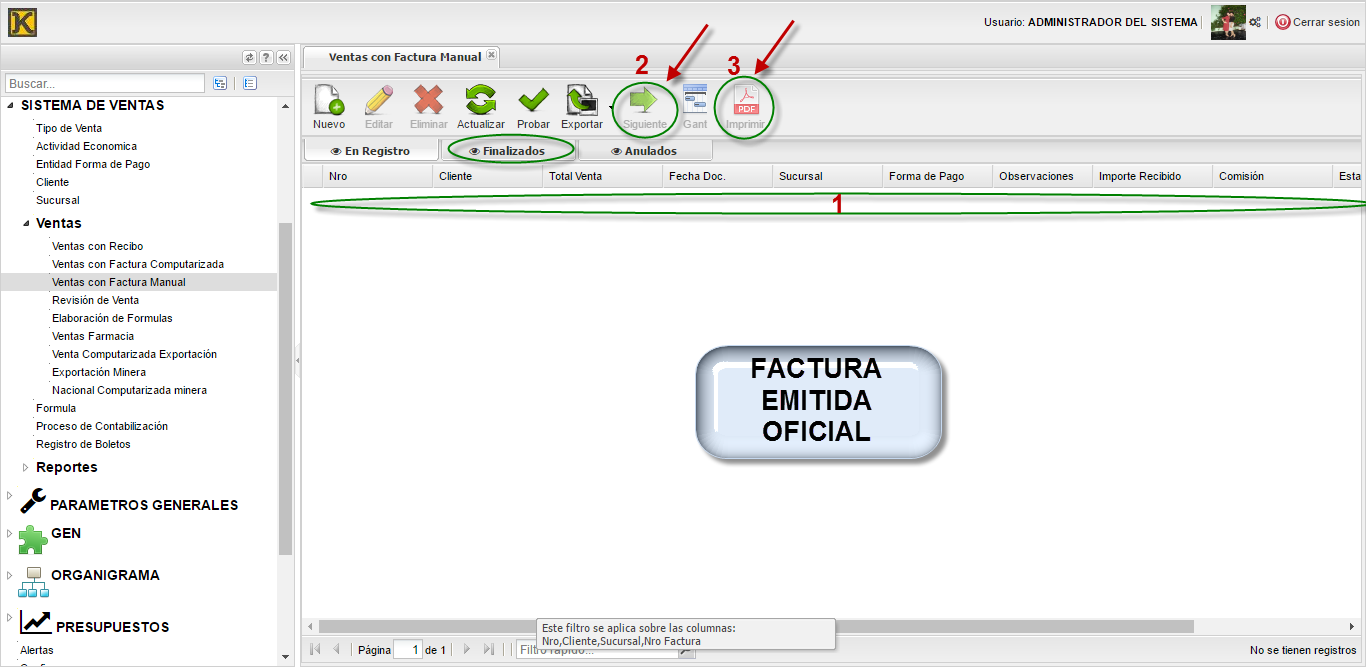 K
Usuario: ADMINISTRADOR DEL SISTEMA
Cerrar sesion
Ventas con Factura Manual
Buscar...
SISTEMA DE VENTAS
Tipo de Venta
Actividad Economica
Entidad Forma de Pago
Cliente
Sucursal
Ventas
Ventas con Recibo
Ventas con Factura Computarizada
Ventas con Factura Manual
Revisión de Venta
Elaboración de Formulas
Ventas Farmacia
Venta Computarizada Exportación
Exportación Minera
Nacional Computarizada minera
Formula
Proceso de Contabilización
Registro de Boletos
Reportes
PARAMETROS GENERALES
GEN
ORGANIGRAMA
PRESUPUESTOS
Alertas
2
3
PDF
Nuevo Editar Eliminar Actualizar Probar Exportar Siguiente Gant Imprimir
En Registro Finalizados Anulados
Nro Cliente Total Venta Fecha Doc. Sucursal Forma de Pago Observaciones Importe Recibido Comisión Esta
1
FACTURA
EMITIDA
OFICIAL
Este filtro se aplica sobre las columnas:
Nro,Cliente,Sucursal,Nro Factura
Página 1 de 1 Filtro rápido... No se tienen registros